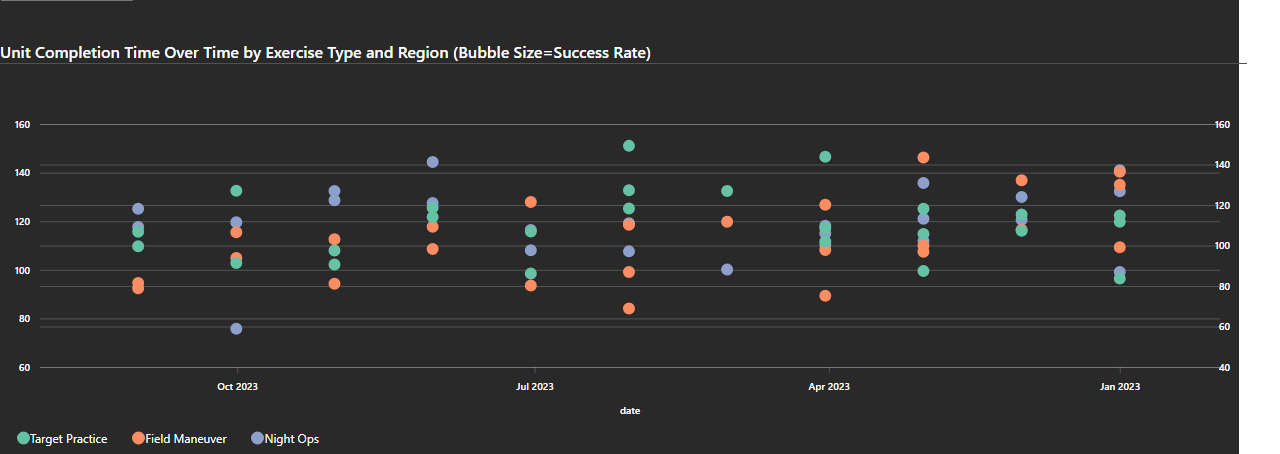 Unit Completion Time Over Time by Exercise Type and Region (Bubble Size=Success Rate)
160 160
140 140
120 120
100 100
80 80
60 60
40
Oct 2023 Jul 2023 Apr 2023 Jan 2023
date
Target Practice Field Maneuver Night Ops